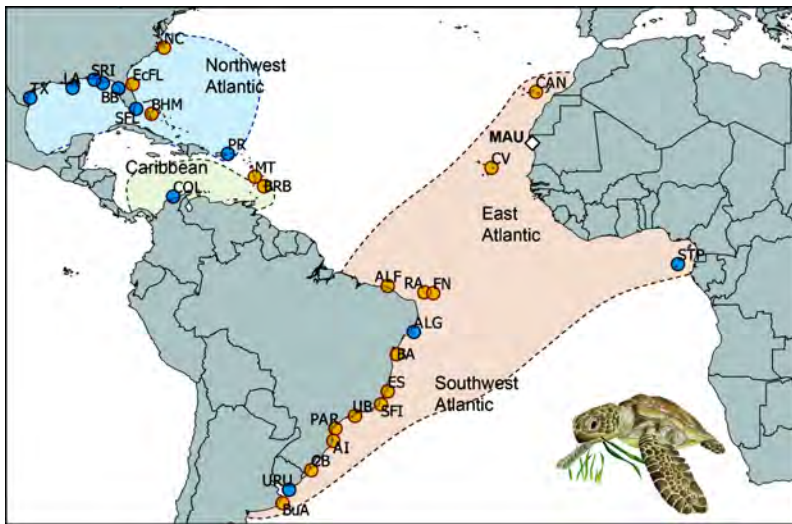 NC
Northwest
Atlantic
SRI
LA
EcFL
TX
BB
SFL
BHM
CAN
MAU
PR
Caribbean
MT
CV
COL
BRB
East
Atlantic
STP
ALF
RA
FN
ALG
BA
ES
Southwest
Atlantic
UB
SFI
PAR
AI
CB
URU
BuA